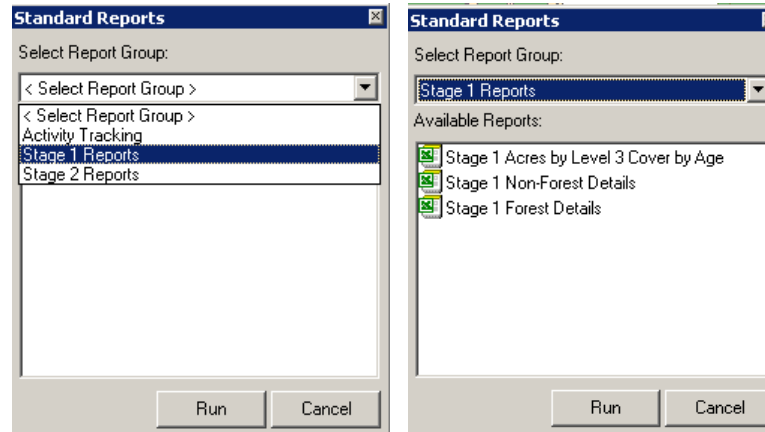 Standard Reports
Select Report Group:
< Select Report Group >
< Select Report Group >
Activity Tracking
Stage 1 Reports
Stage 2 Reports
Run
Cancel
Standard Reports
Select Report Group:
Stage 1 Reports
Available Reports:
Stage 1 Acres by Level 3 Cover by Age
Stage 1 Non-Forest Details
Stage 1 Forest Details
Run
Cancel